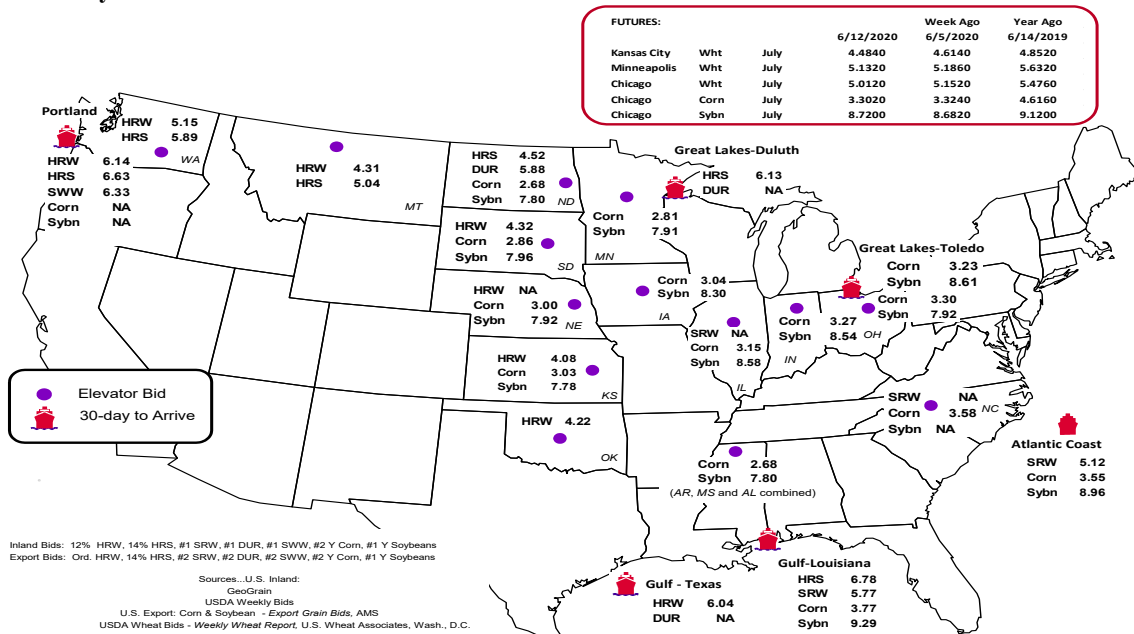 FUTURES: Week Ago Year Ago
6/12/2020 6/5/2020 6/14/2019
Kansas City Wht July 4.4840 4.6140 4.8520
Minneapolis Wht July 5.1320 5.1860 5.6320
Chicago Wht July 5.0120 5.1520 5.4760
Chicago Corn July 3.3020 3.3240 4.6160
Chicago Sybn July 8.7200 8.6820 9.1200
Portland
HRW 6.14
HRS 6.63
SWW 6.33
Corn NA
Sybn NA
HRW 5.15
HRS 5.89
WA
HRW 4.31
HRS 5.04
MT
HRS 4.52
DUR 5.88
Corn 2.68
Sybn 7.80
ND
HRW 4.32
Corn 2.86
Sybn 7.96
SD
HRW NA
Corn 3.00
Sybn 7.92
NE
HRW 4.08
Corn 3.03
Sybn 7.78
KS
HRW 4.22
OK
Great Lakes-Duluth
HRS 6.13
DUR NA
Corn 2.81
Sybn 7.91
MN
Corn 3.04
Sybn 8.30
IA
SRW NA
Corn 3.15
Sybn 8.58
IL
Corn 3.27
Sybn 8.54
IN
Great Lakes-Toledo
Corn 3.23
Sybn 8.61
Corn 3.30
Sybn 7.92
OH
SRW NA
Corn 3.58
Sybn NA
NC
Atlantic Coast
SRW 5.12
Corn 3.55
Sybn 8.96
Corn 2.68
Sybn 7.80
(AR, MS and AL combined)
Gulf-Louisiana
HRS 6.78
SRW 5.77
Corn 3.77
Sybn 9.29
Gulf - Texas
HRW 6.04
DUR NA
Elevator Bid
30-day to Arrive
Inland Bids: 12% HRW, 14% HRS, #1 SRW, #1 DUR, #1 SWW, #2 Y Corn, #1 Y Soybeans
Export Bids: Ord. HRW, 14% HRS, #2 SRW, #2 DUR, #2 SWW, #2 Y Corn, #1 Y Soybeans
Sources...U.S. Inland:
GeoGrain
USDA Weekly Bids
U.S. Export: Corn & Soybean - Export Grain Bids, AMS
USDA Wheat Bids - Weekly Wheat Report, U.S. Wheat Associates, Wash., D.C.